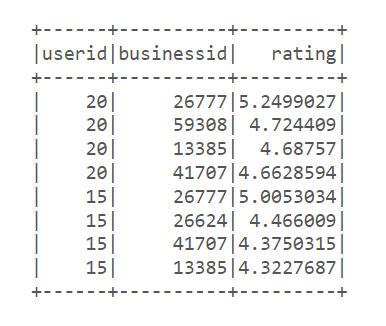 +------+----------+---------+
|userid|businessid|   rating|
+------+----------+---------+
|    20|     26777|5.2499027|
|    20|     59308| 4.724409|
|    20|     13385|  4.68757|
|    20|     41707|4.6628594|
|    15|     26777|5.0053034|
|    15|     26624| 4.466009|
|    15|     41707|4.3750315|
|    15|     13385|4.3227687|
+------+----------+---------+